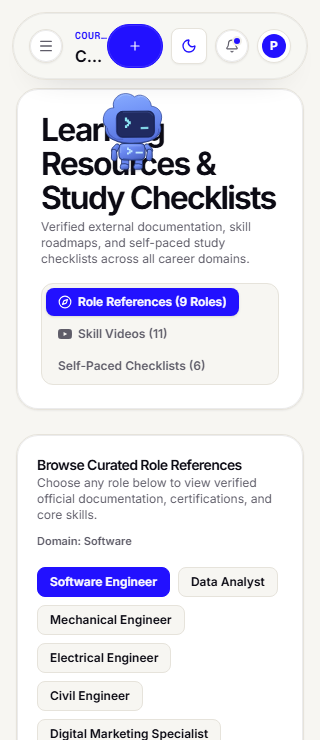 COUR...
C...
P
Learning
Resources &
Study Checklists
Verified external documentation, skill
roadmaps, and self-paced study
checklists across all career domains.
Role References (9 Roles)
Skill Videos (11)
Self-Paced Checklists (6)
Browse Curated Role References
Choose any role below to view verified
official documentation, certifications, and
core skills.
Domain: Software
Software Engineer
Data Analyst
Mechanical Engineer
Electrical Engineer
Civil Engineer
Digital Marketing Specialist